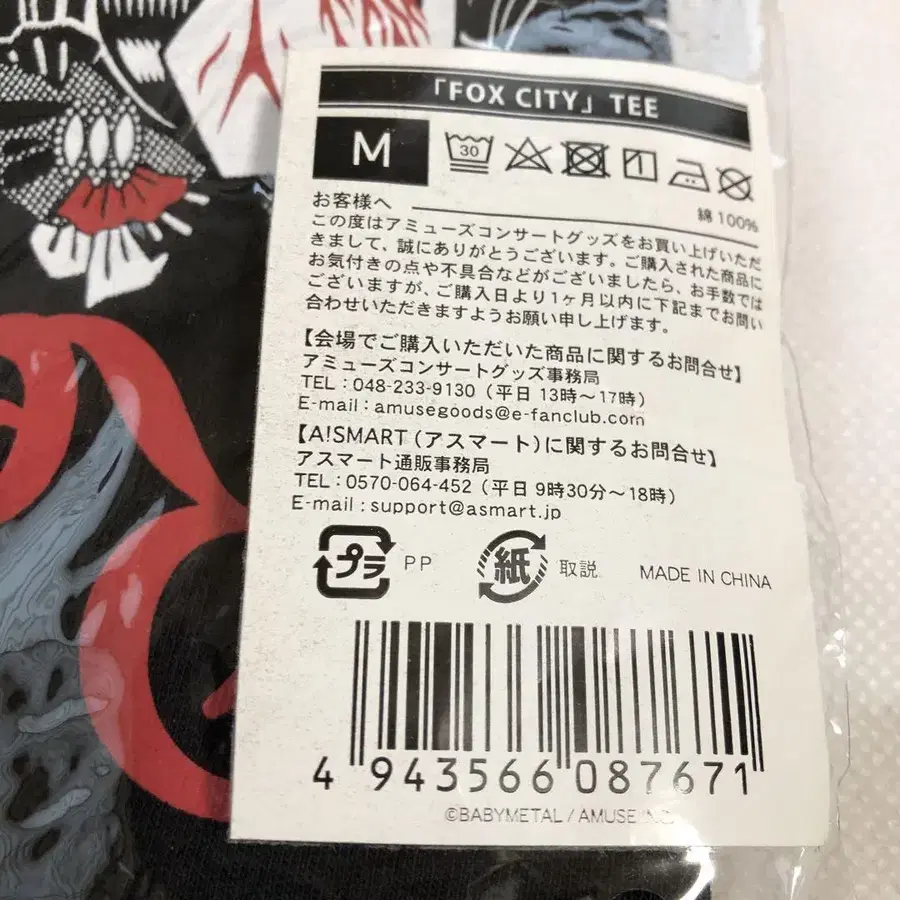 「FOX CITY」 TEE
M
30
綿 100%
お客様へ
この度はアミューズコンサートグッズをお買い上げいただ
きまして、誠にありがとうございます。ご購入された商品に
お気付きの点や不具合などがございましたら、お手数では
ございますが、ご購入日より1ヶ月以内に下記までお問い
合わせいただきますようお願い申し上げます。
【会場でご購入いただいた商品に関するお問合せ】
アミューズコンサートグッズ事務局
TEL：048-233-9130（平日 13時～17時）
E-mail：amusegoods@e-fanclub.com
【A!SMART（アスマート）に関するお問合せ】
アスマート通販事務局
TEL：0570-064-452（平日 9時30分～18時）
E-mail：support@asmart.jp
プラ PP 紙 取説 MADE IN CHINA
4 943566 087671
©BABYMETAL / AMUSE INC.